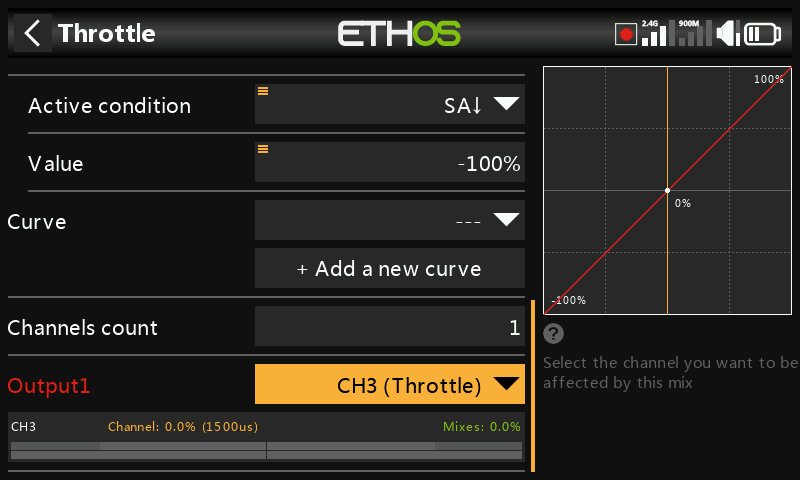 Throttle
ETHOS
2.4G
900M
Active condition
SA↓
Value
-100%
Curve
---
+ Add a new curve
Channels count
1
Output1
CH3 (Throttle)
CH3
Channel: 0.0% (1500us)
Mixes: 0.0%
100%
0%
-100%
?
Select the channel you want to be
affected by this mix